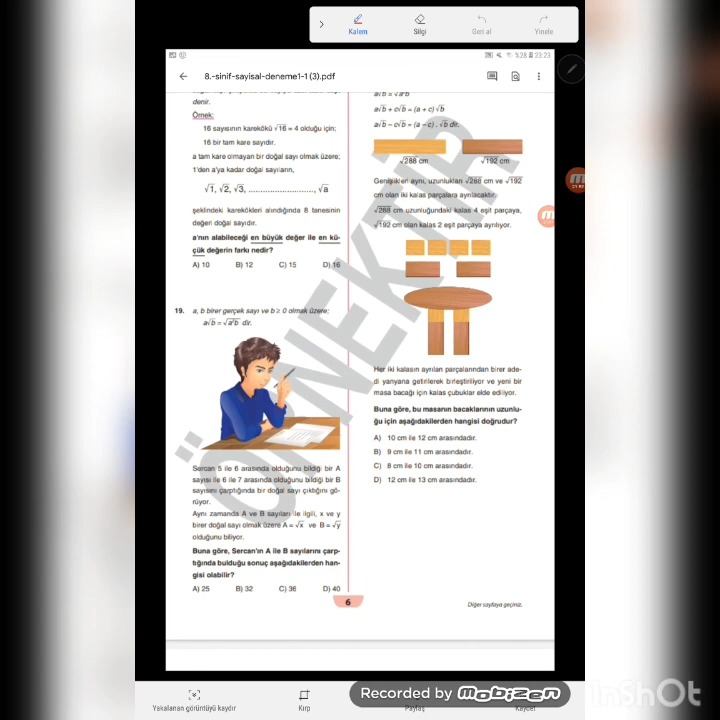 Kalem
Silgi
Geri al
Yinele
%28 23:23
8.-sinif-sayisal-deneme1-1 (3).pdf
denir.
Örnek:
16 sayısının karekökü √16 = 4 olduğu için;
16 bir tam kare sayıdır.
a tam kare olmayan bir doğal sayı olmak üzere;
1'den a'ya kadar doğal sayıların,
√1, √2, √3, ............................, √a
şeklindeki karekökleri alındığında 8 tanesinin
değeri doğal sayıdır.
a'nın alabileceği en büyük değer ile en kü-
çük değerin farkı nedir?
A) 10 B) 12 C) 15 D) 16
19. a, b birer gerçek sayı ve b ≥ 0 olmak üzere;
a√b = √a²b dir.
Sercan 5 ile 6 arasında olduğunu bildiği bir A
sayısı ile 6 ile 7 arasında olduğunu bildiği bir B
sayısını çarptığında bir doğal sayı çıktığını gö-
rüyor.
Aynı zamanda A ve B sayıları ile ilgili, x ve y
birer doğal sayı olmak üzere A = √x ve B = √y
olduğunu biliyor.
Buna göre, Sercan'ın A ile B sayılarını çarp-
tığında bulduğu sonuç aşağıdakilerden han-
gisi olabilir?
A) 25 B) 32 C) 36 D) 40
a√b = √a²b
a√b + c√b = (a + c) √b
a√b – c√b = (a – c) . √b dir.
√288 cm √192 cm
Genişlikleri aynı, uzunlukları √288 cm ve √192
cm olan iki kalas parçalara ayrılacaktır.
√288 cm uzunluğundaki kalas 4 eşit parçaya,
√192 cm olan kalas 2 eşit parçaya ayrılıyor.
Her iki kalasın ayrılan parçalarından birer ade-
di yanyana getirilerek birleştiriliyor ve yeni bir
masa bacağı için kalas çubuklar elde ediliyor.
Buna göre, bu masanın bacaklarının uzunlu-
ğu için aşağıdakilerden hangisi doğrudur?
A) 10 cm ile 12 cm arasındadır.
B) 9 cm ile 11 cm arasındadır.
C) 8 cm ile 10 cm arasındadır.
D) 12 cm ile 13 cm arasındadır.
ÖRNEKTİR
6
Diğer sayfaya geçiniz.
Yakalanan görüntüyü kaydır
Kırp
Paylaş
Kaydet
Recorded by mobizen
InShOt